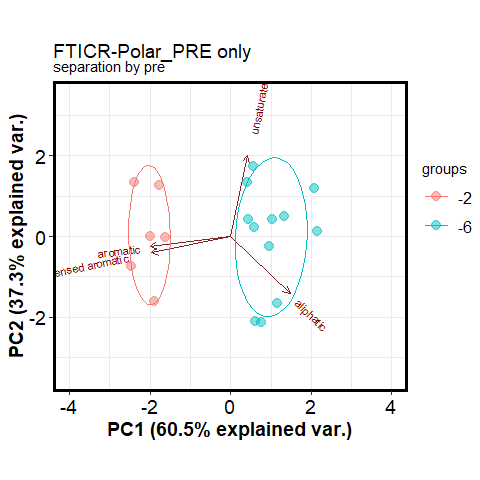 FTICR-Polar_PRE only
separation by pre
unsaturate
aromatic
ensed aromatic
aliphatic
PC2 (37.3% explained var.)
2
0
-2
-4
-2
0
2
4
PC1 (60.5% explained var.)
groups
-2
-6